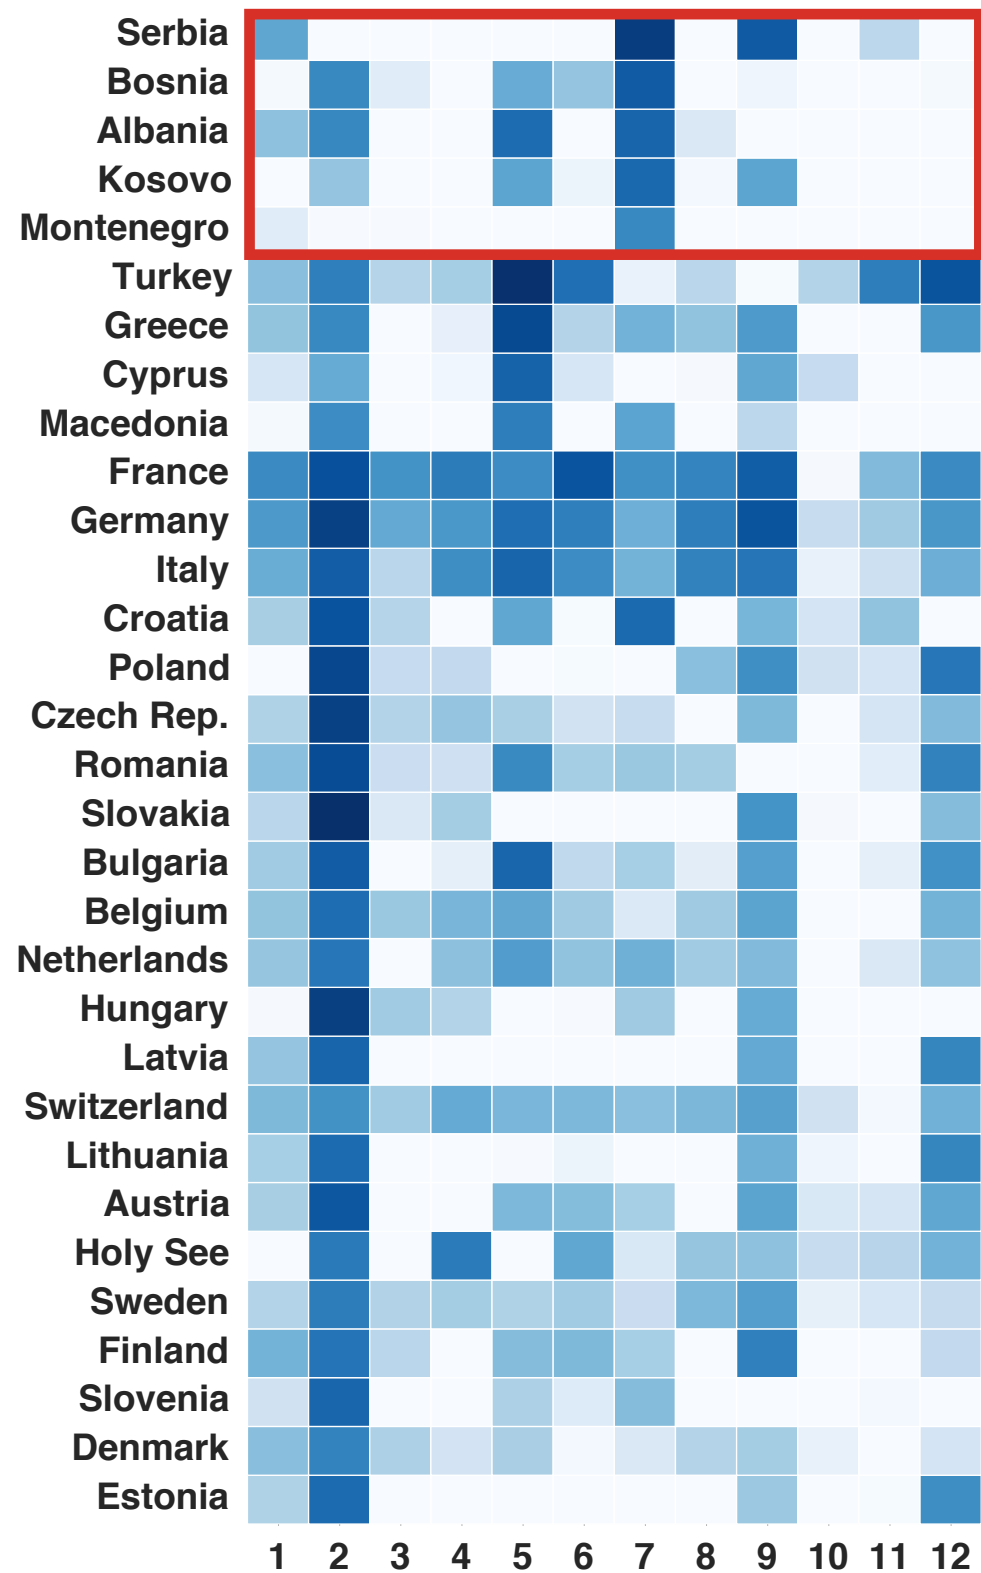 Serbia
Bosnia
Albania
Kosovo
Montenegro
Turkey
Greece
Cyprus
Macedonia
France
Germany
Italy
Croatia
Poland
Czech Rep.
Romania
Slovakia
Bulgaria
Belgium
Netherlands
Hungary
Latvia
Switzerland
Lithuania
Austria
Holy See
Sweden
Finland
Slovenia
Denmark
Estonia
1 2 3 4 5 6 7 8 9 10 11 12